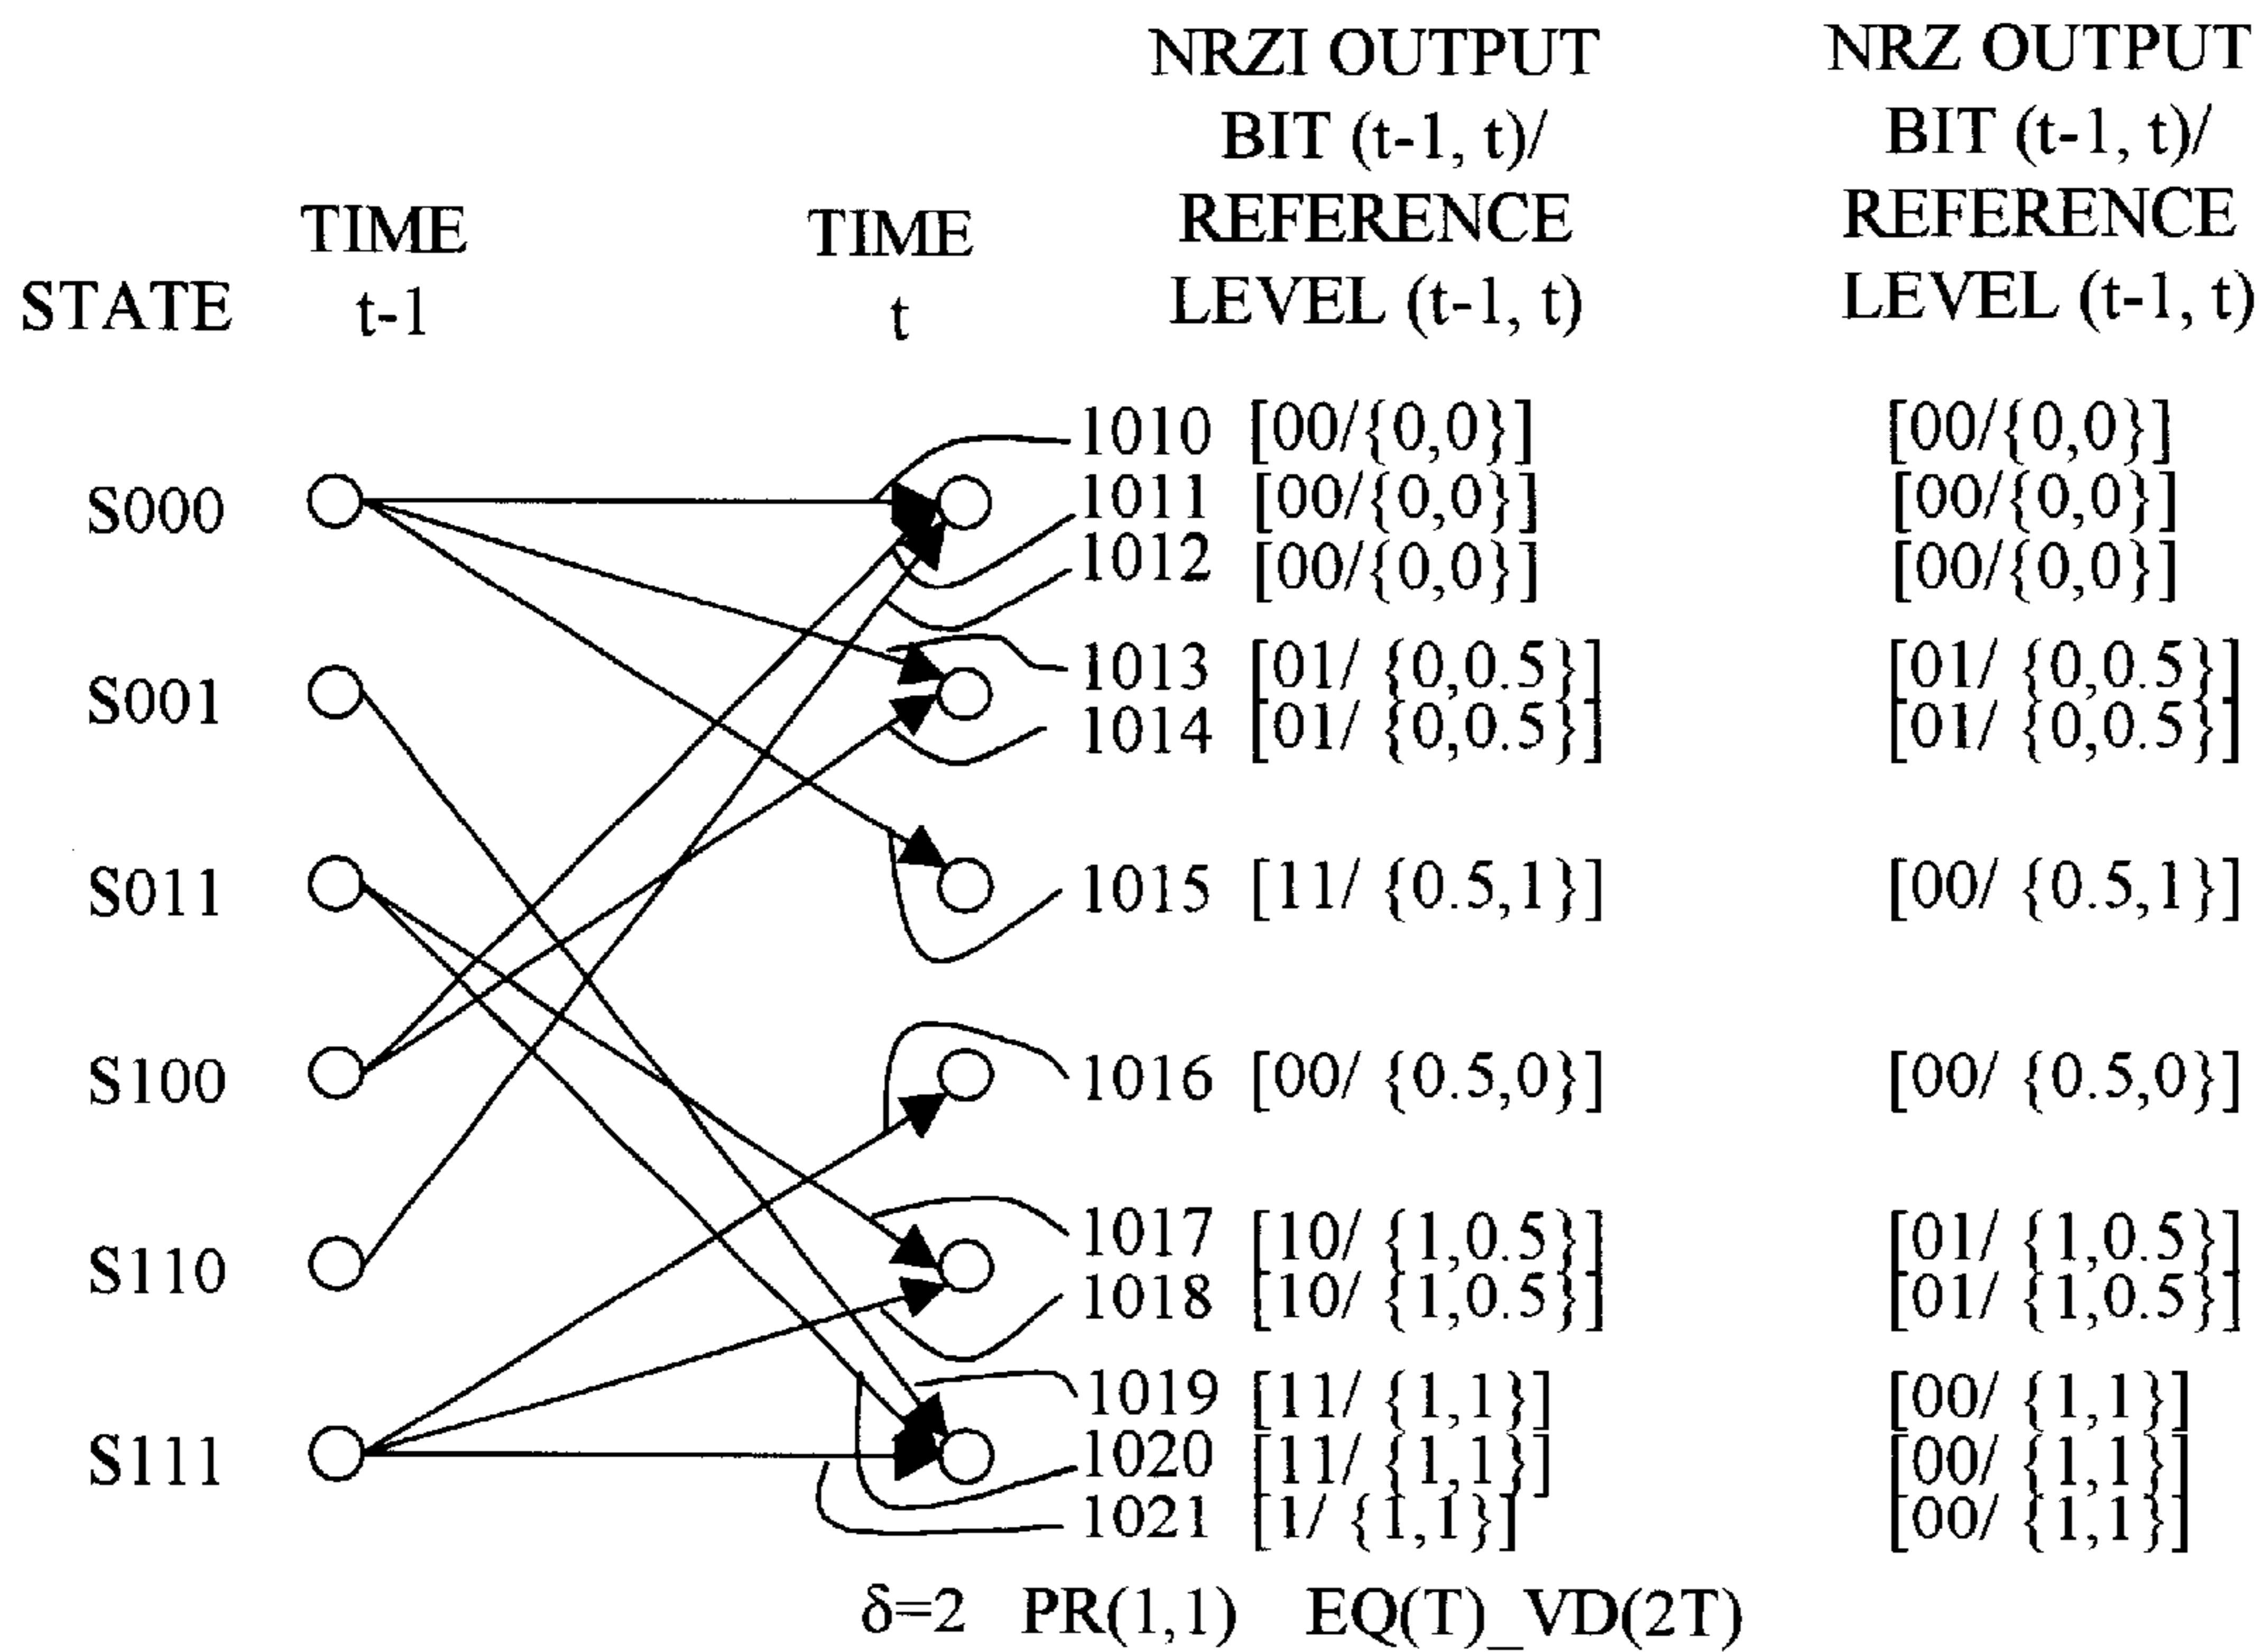 NRZI OUTPUT
BIT (t-1, t)/
REFERENCE
LEVEL (t-1, t)
NRZ OUTPUT
BIT (t-1, t)/
REFERENCE
LEVEL (t-1, t)
STATE
TIME
t-1
TIME
t
1010 [00/{0,0}] [00/{0,0}]
S000 1011 [00/{0,0}] [00/{0,0}]
1012 [00/{0,0}] [00/{0,0}]
S001 1013 [01/ {0,0.5}] [01/ {0,0.5}]
1014 [01/ {0,0.5}] [01/ {0,0.5}]
S011 1015 [11/ {0.5,1}] [00/ {0.5,1}]
S100 1016 [00/ {0.5,0}] [00/ {0.5,0}]
S110 1017 [10/ {1,0.5}] [01/ {1,0.5}]
1018 [10/ {1,0.5}] [01/ {1,0.5}]
1019 [11/ {1,1}] [00/ {1,1}]
S111 1020 [11/ {1,1}] [00/ {1,1}]
1021 [1/ {1,1}] [00/ {1,1}]
δ=2 PR(1,1) EQ(T)_VD(2T)